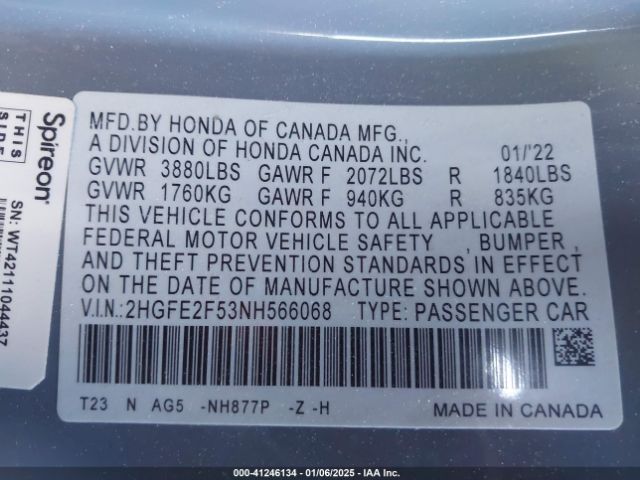 THIS
SIDE
Spireon
SN: WT42111044437
MFD.BY HONDA OF CANADA MFG.,
A DIVISION OF HONDA CANADA INC. 01/'22
GVWR 3880LBS GAWR F 2072LBS R 1840LBS
GVWR 1760KG GAWR F 940KG R 835KG
THIS VEHICLE CONFORMS TO ALL APPLICABLE
FEDERAL MOTOR VEHICLE SAFETY , BUMPER ,
AND THEFT PREVENTION STANDARDS IN EFFECT
ON THE DATE OF MANUFACTURE SHOWN ABOVE.
V.I.N.: 2HGFE2F53NH566068 TYPE: PASSENGER CAR
T23 N AG5 -NH877P -Z -H MADE IN CANADA
000-41246134 - 01/06/2025 - IAA Inc.